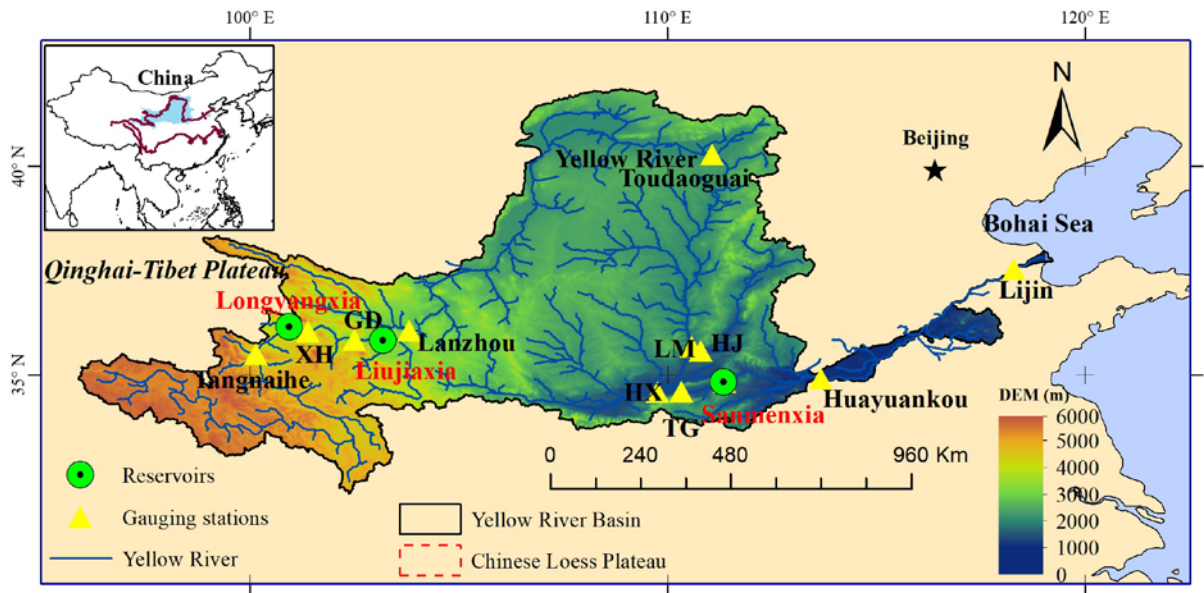 100° E
110° E
120° E
China
N
40° N
40° N
Beijing
Yellow River
Toudaoguai
Bohai Sea
Qinghai-Tibet Plateau
Lijin
Longyangxia
GD
Lanzhou
LM
HJ
XH
35° N
35° N
Tangnaihe
Liujiaxia
HX
Sanmenxia
Huayuankou
TG
DEM (m)
6000
5000
4000
3000
2000
1000
0
0
240
480
960 Km
Reservoirs
Gauging stations
Yellow River
Yellow River Basin
Chinese Loess Plateau